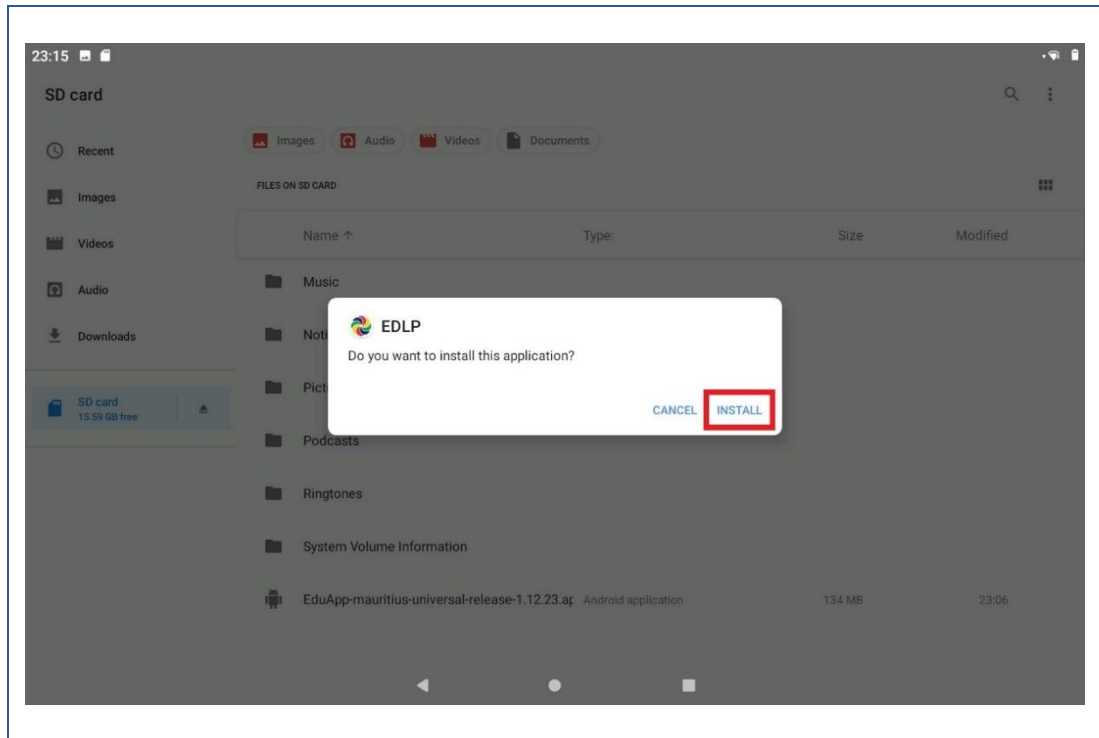 23:15
SD card
Recent
Images
Videos
Audio
Downloads
SD card
15.59 GB free
Images Audio Videos Documents
FILES ON SD CARD
Name ↑ Type: Size Modified
Music
Noti
Pict
Podcasts
Ringtones
System Volume Information
EduApp-mauritius-universal-release-1.12.23.ap Android application 134 MB 23:06
EDLP
Do you want to install this application?
CANCEL INSTALL